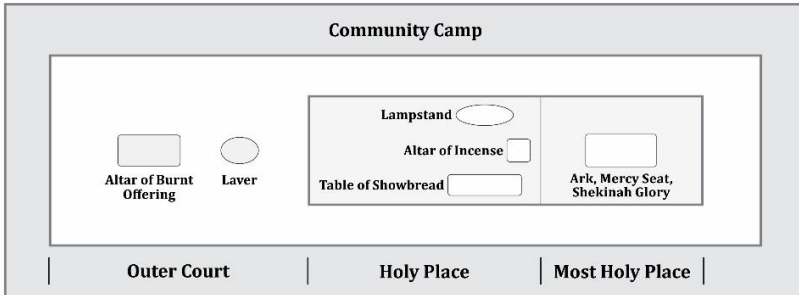 Community Camp
Lampstand
Altar of Incense
Table of Showbread
Altar of Burnt
Offering
Laver
Ark, Mercy Seat,
Shekinah Glory
Outer Court
Holy Place
Most Holy Place